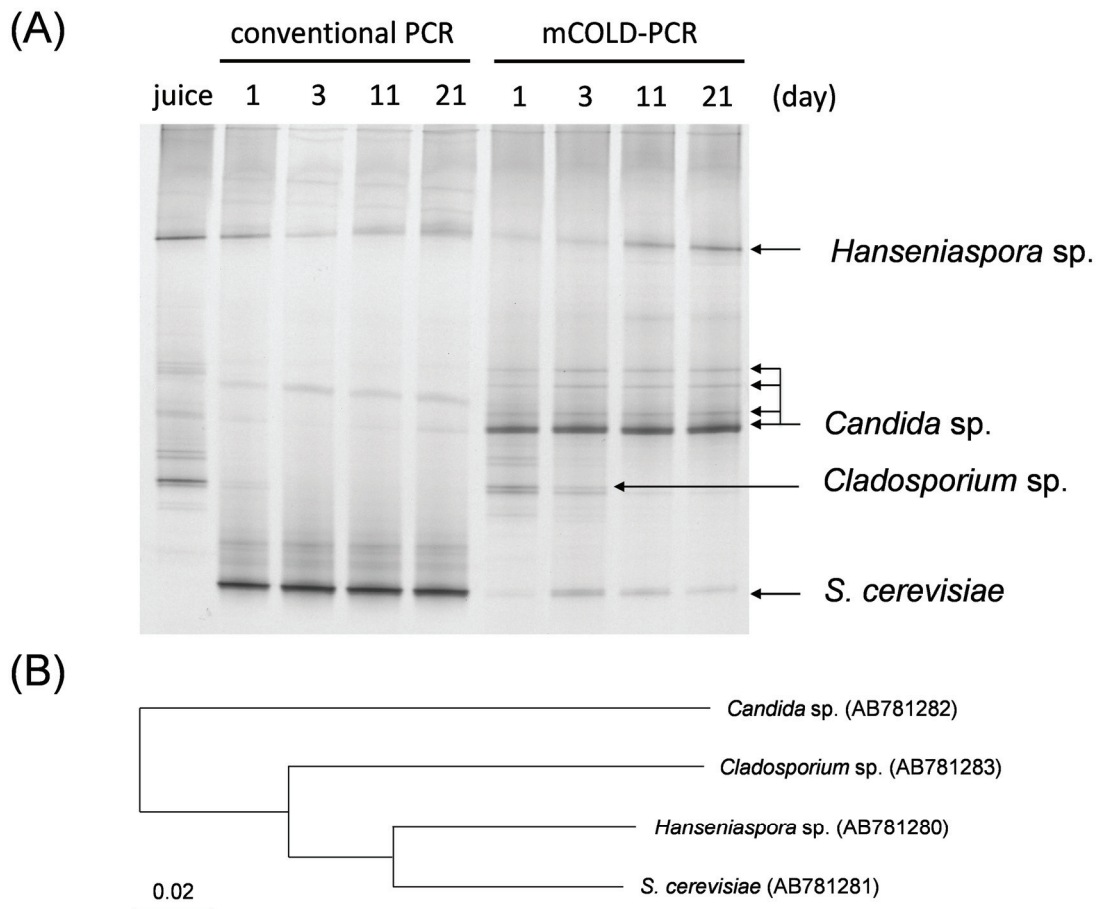 (A)
conventional PCR mCOLD-PCR
juice 1 3 11 21 1 3 11 21 (day)
Hanseniaspora sp.
Candida sp.
Cladosporium sp.
S. cerevisiae
(B)
Candida sp. (AB781282)
Cladosporium sp. (AB781283)
Hanseniaspora sp. (AB781280)
S. cerevisiae (AB781281)
0.02